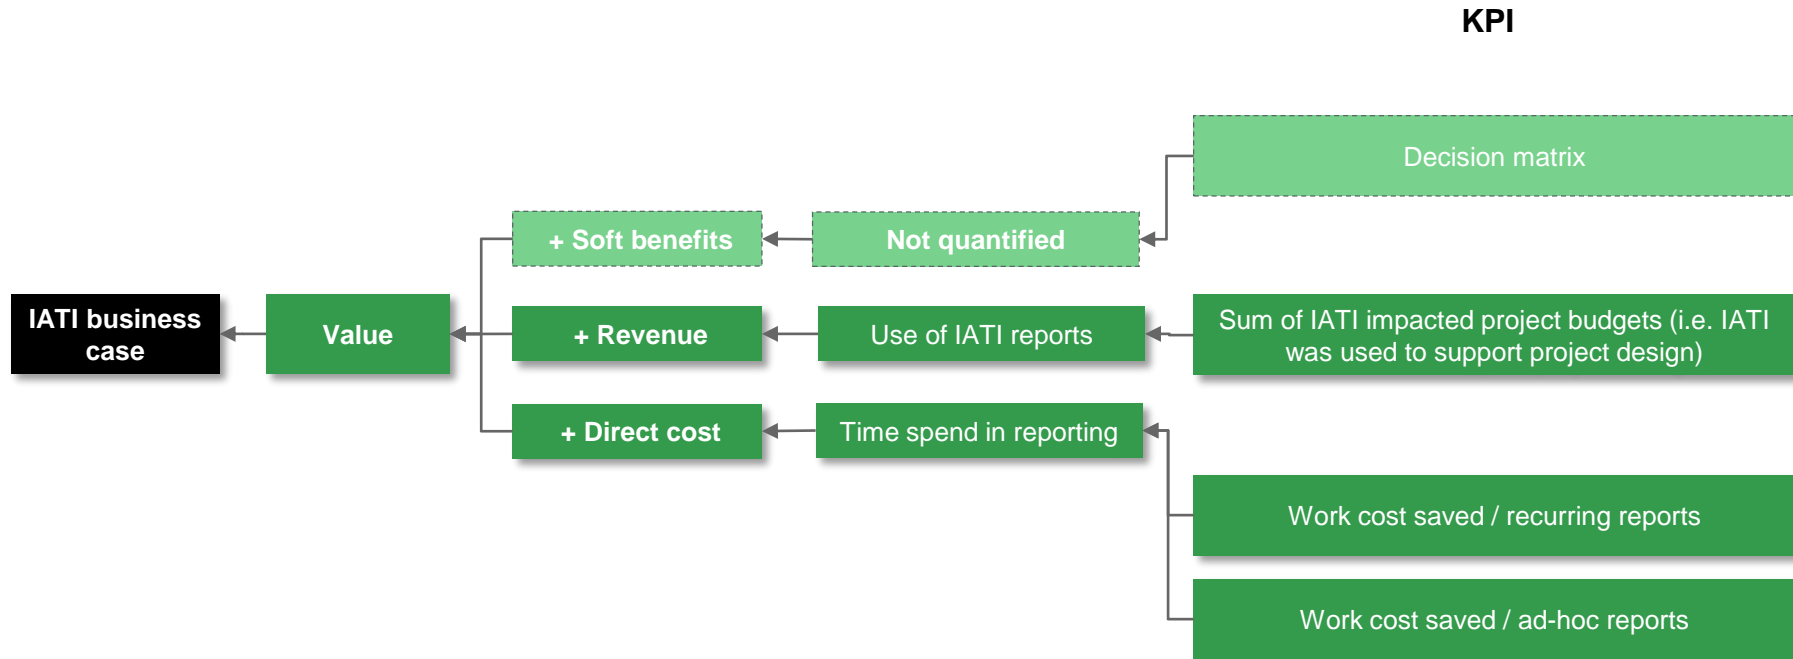 KPI
Decision matrix
+ Soft benefits
Not quantified
IATI business
case
Value
+ Revenue
Use of IATI reports
Sum of IATI impacted project budgets (i.e. IATI
was used to support project design)
+ Direct cost
Time spend in reporting
Work cost saved / recurring reports
Work cost saved / ad-hoc reports